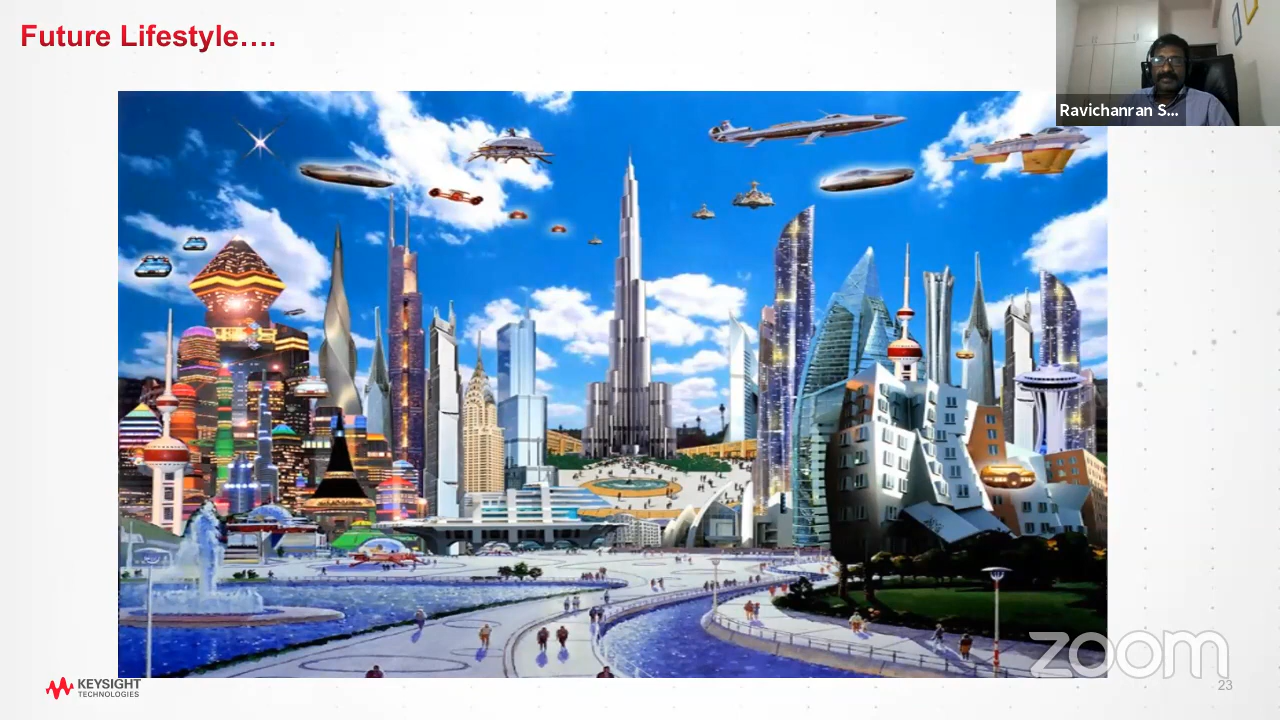 Future Lifestyle….
Ravichanran S...
KEYSIGHT
TECHNOLOGIES
zoom
23